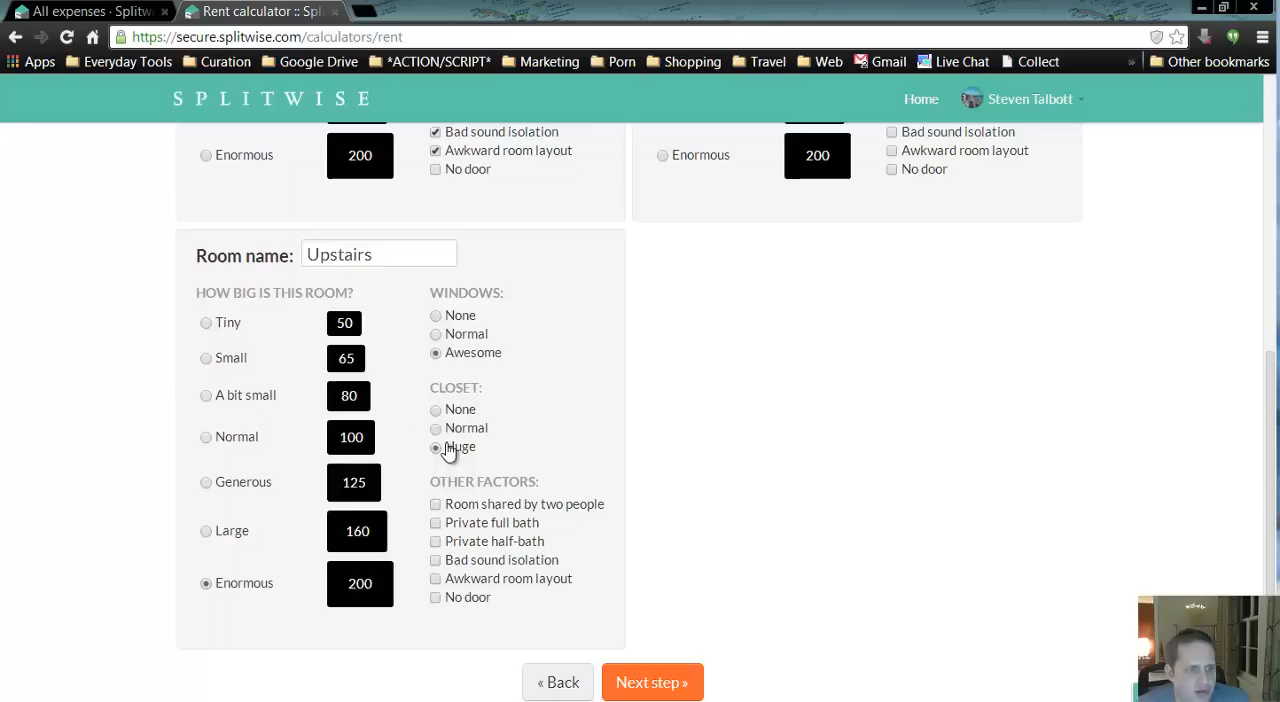 All expenses - Splitw
Rent calculator :: Spl
https://secure.splitwise.com/calculators/rent
Apps Everyday Tools Curation Google Drive *ACTION/SCRIPT* Marketing Porn Shopping Travel Web Gmail Live Chat Collect » Other bookmarks
SPLITWISE Home Steven Talbott
Enormous 200
Bad sound isolation
Awkward room layout
No door
Enormous 200
Bad sound isolation
Awkward room layout
No door
Room name: Upstairs
HOW BIG IS THIS ROOM?
Tiny 50
Small 65
A bit small 80
Normal 100
Generous 125
Large 160
Enormous 200
WINDOWS:
None
Normal
Awesome
CLOSET:
None
Normal
Huge
OTHER FACTORS:
Room shared by two people
Private full bath
Private half-bath
Bad sound isolation
Awkward room layout
No door
« Back Next step »